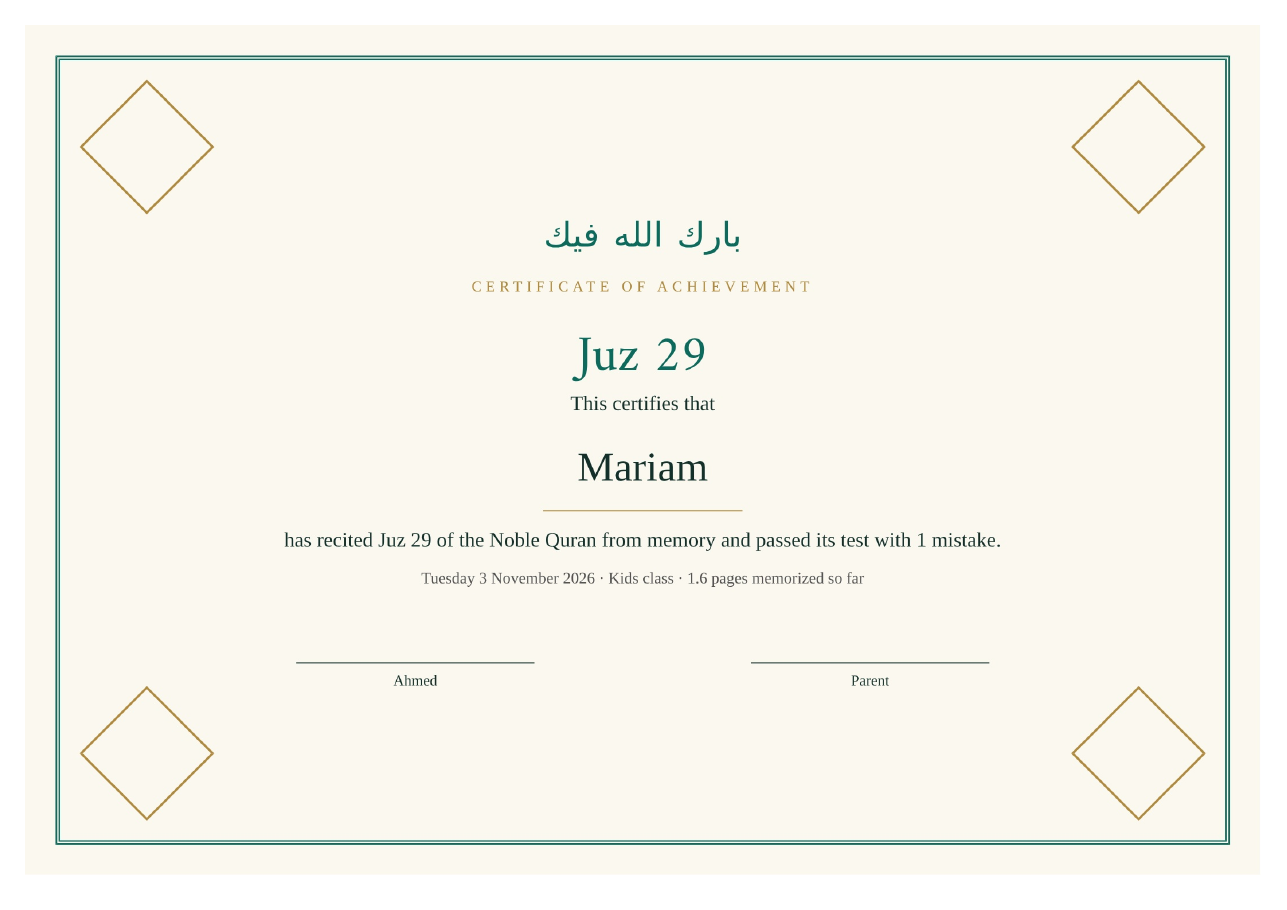 بارك الله فيك
CERTIFICATE OF ACHIEVEMENT
Juz 29
This certifies that
Mariam
has recited Juz 29 of the Noble Quran from memory and passed its test with 1 mistake.
Tuesday 3 November 2026 · Kids class · 1.6 pages memorized so far
Ahmed
Parent